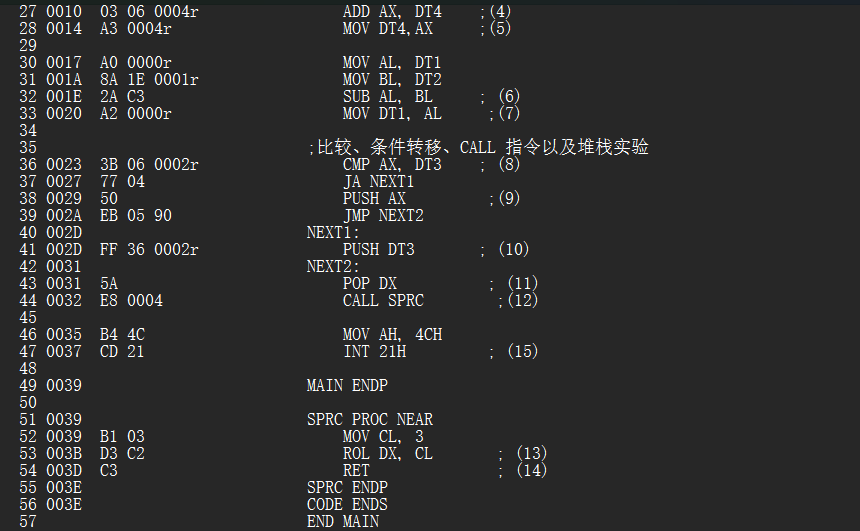 27 0010 03 06 0004r ADD AX, DT4 ;(4)
28 0014 A3 0004r MOV DT4,AX ;(5)
29
30 0017 A0 0000r MOV AL, DT1
31 001A 8A 1E 0001r MOV BL, DT2
32 001E 2A C3 SUB AL, BL ; (6)
33 0020 A2 0000r MOV DT1, AL ;(7)
34
35 ;比较、条件转移、CALL 指令以及堆栈实验
36 0023 3B 06 0002r CMP AX, DT3 ; (8)
37 0027 77 04 JA NEXT1
38 0029 50 PUSH AX ;(9)
39 002A EB 05 90 JMP NEXT2
40 002D NEXT1:
41 002D FF 36 0002r PUSH DT3 ; (10)
42 0031 NEXT2:
43 0031 5A POP DX ; (11)
44 0032 E8 0004 CALL SPRC ;(12)
45
46 0035 B4 4C MOV AH, 4CH
47 0037 CD 21 INT 21H ; (15)
48
49 0039 MAIN ENDP
50
51 0039 SPRC PROC NEAR
52 0039 B1 03 MOV CL, 3
53 003B D3 C2 ROL DX, CL ; (13)
54 003D C3 RET ; (14)
55 003E SPRC ENDP
56 003E CODE ENDS
57 END MAIN